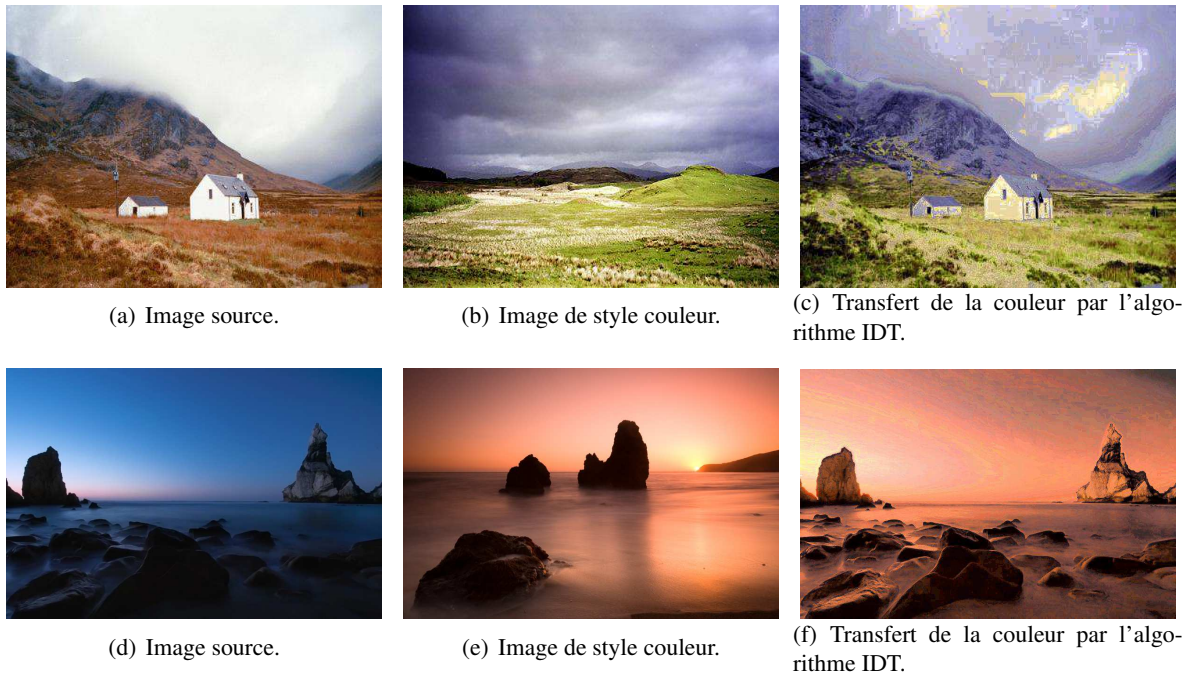 (a) Image source.
(b) Image de style couleur.
(c) Transfert de la couleur par l'algo-
rithme IDT.
(d) Image source.
(e) Image de style couleur.
(f) Transfert de la couleur par l'algo-
rithme IDT.